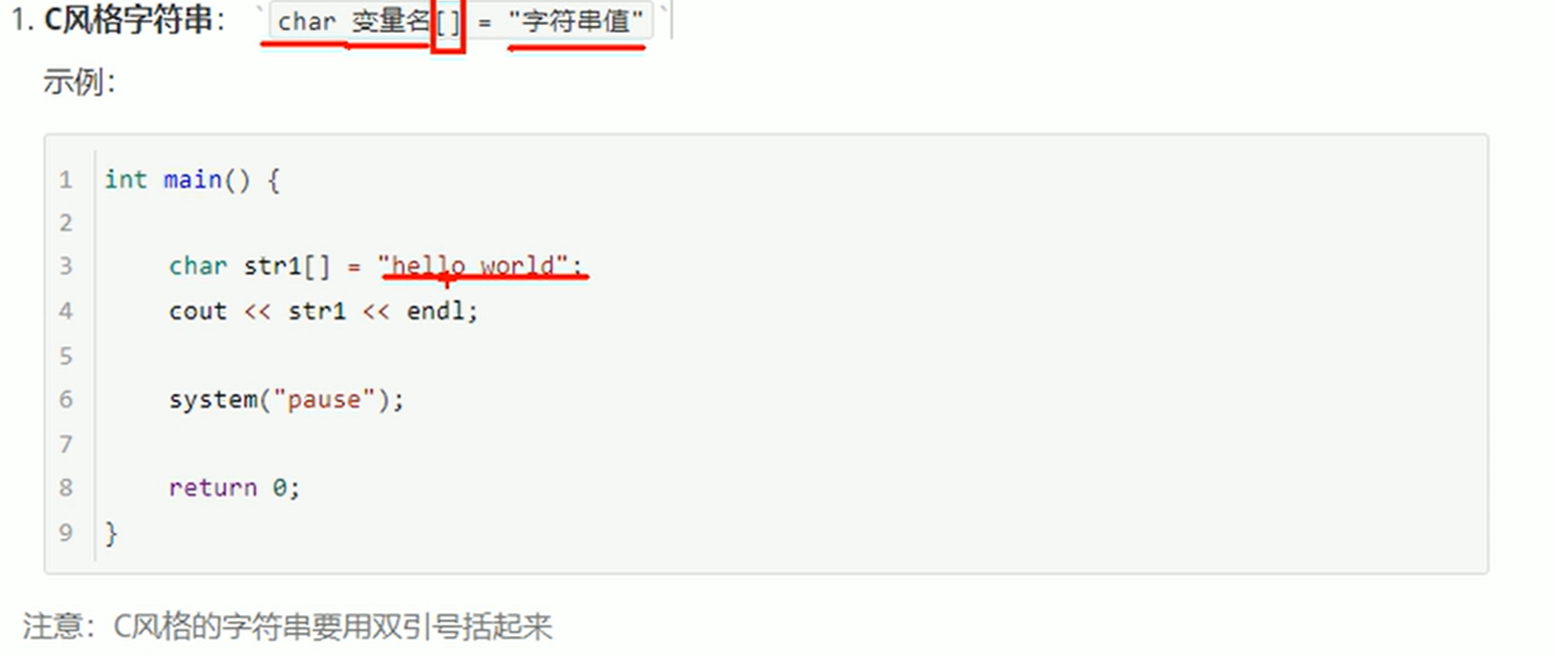 1. C风格字符串： `char 变量名[] = "字符串值"`
示例：
1 int main() {
2
3 char str1[] = "hello world";
4 cout << str1 << endl;
5
6 system("pause");
7
8 return 0;
9 }
注意：C风格的字符串要用双引号括起来